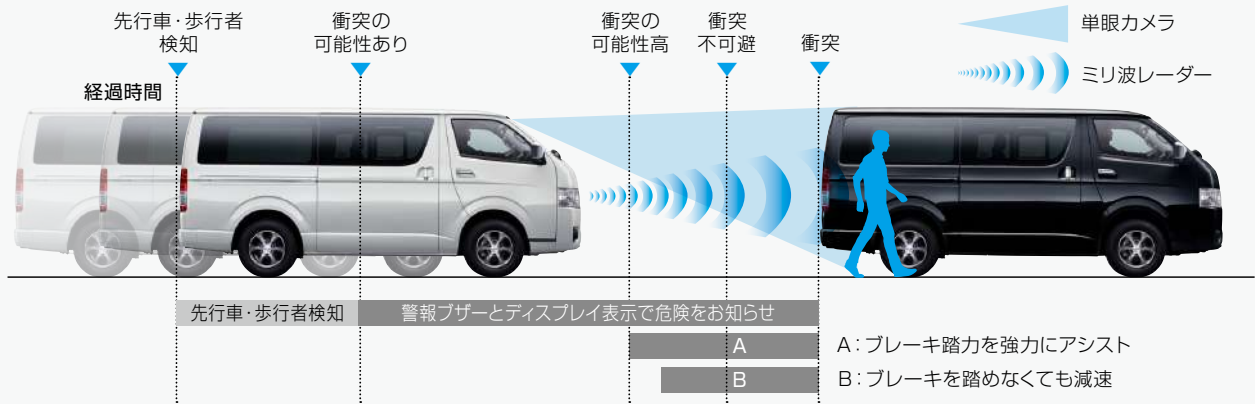 先行車・歩行者
検知
衝突の
可能性あり
衝突の
可能性高
衝突
不可避
衝突
単眼カメラ
ミリ波レーダー
経過時間
先行車・歩行者検知
警報ブザーとディスプレイ表示で危険をお知らせ
A
A：ブレーキ踏力を強力にアシスト
B
B：ブレーキを踏めなくても減速